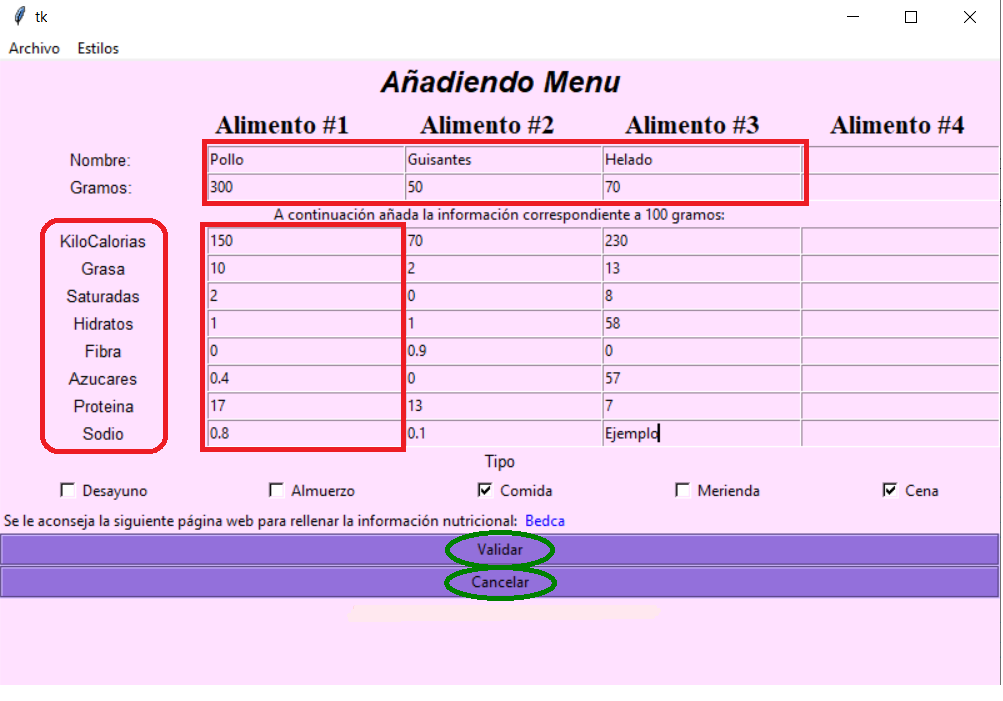 tk
Archivo Estilos
Añadiendo Menu
Alimento #1 Alimento #2 Alimento #3 Alimento #4
Nombre: Pollo Guisantes Helado
Gramos: 300 50 70
A continuación añada la información correspondiente a 100 gramos:
KiloCalorias 150 70 230
Grasa 10 2 13
Saturadas 2 0 8
Hidratos 1 1 58
Fibra 0 0.9 0
Azucares 0.4 0 57
Proteina 17 13 7
Sodio 0.8 0.1 Ejemplo
Tipo
Desayuno Almuerzo Comida Merienda Cena
Se le aconseja la siguiente página web para rellenar la información nutricional: Bedca
Validar
Cancelar